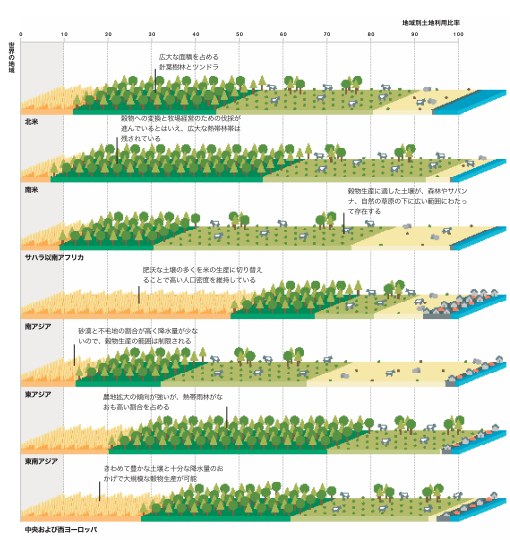 地域別土地利用比率
0 10 20 30 40 50 60 70 80 90 100
世界の地域
広大な面積を占める
針葉樹林とツンドラ
北米
穀物への変換と牧場経営のための伐採が
進んでいるとはいえ、広大な熱帯林帯は
残されている
南米
穀物生産に適した土壌が、森林やサバン
ナ、自然の草原の下に広い範囲にわたっ
て存在する
サハラ以南アフリカ
肥沃な土壌の多くを米の生産に切り替え
ることで高い人口密度を維持している
南アジア
砂漠と不毛地の割合が高く降水量が少な
いので、穀物生産の範囲は制限される
東アジア
農地拡大の傾向が強いが、熱帯雨林がな
おも高い割合を占める
東南アジア
きわめて豊かな土壌と十分な降水量のお
かげで大規模な穀物生産が可能
中央および西ヨーロッパ